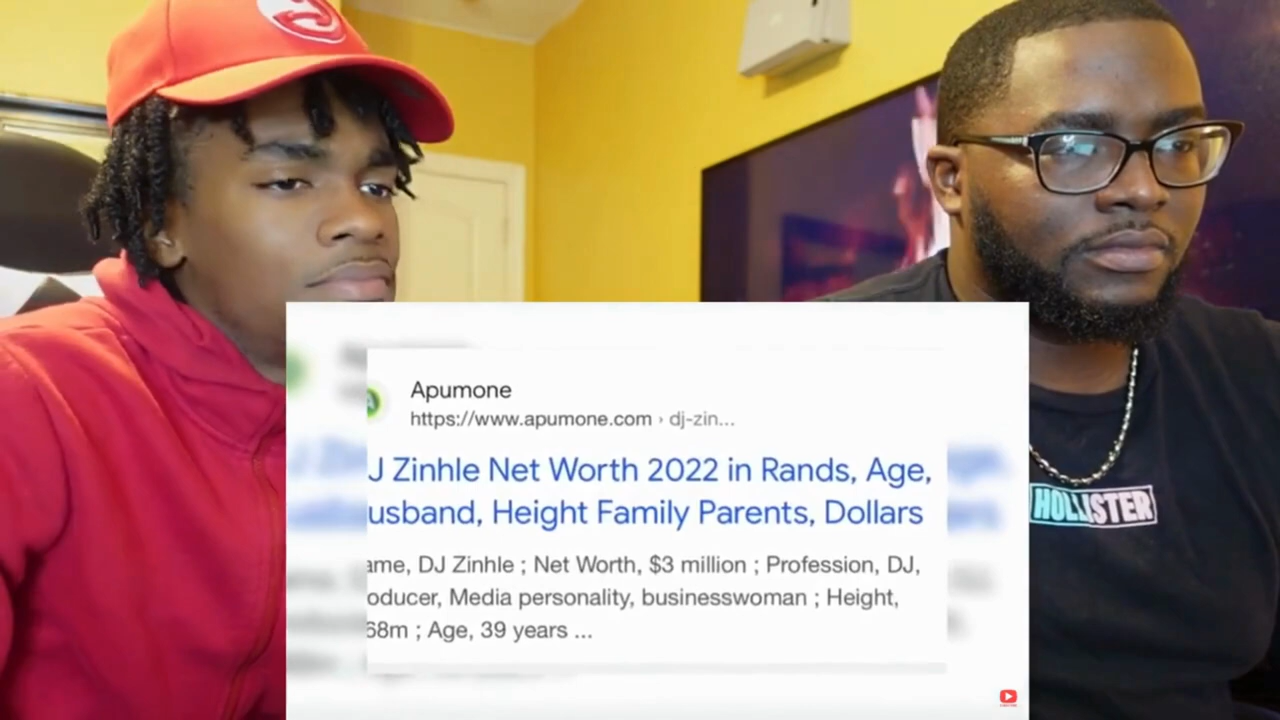 Apumone
https://www.apumone.com › dj-zin...
J Zinhle Net Worth 2022 in Rands, Age,
usband, Height Family Parents, Dollars
ame, DJ Zinhle ; Net Worth, $3 million ; Profession, DJ,
oducer, Media personality, businesswoman ; Height,
68m ; Age, 39 years ...
HOLLISTER